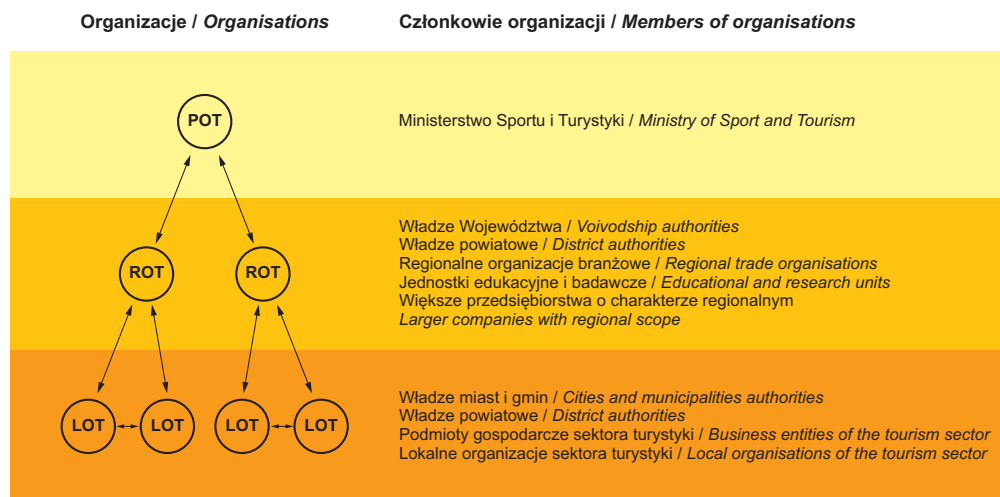 Organizacje / Organisations
Członkowie organizacji / Members of organisations
POT
Ministerstwo Sportu i Turystyki / Ministry of Sport and Tourism
ROT
ROT
Władze Województwa / Voivodship authorities
Władze powiatowe / District authorities
Regionalne organizacje branżowe / Regional trade organisations
Jednostki edukacyjne i badawcze / Educational and research units
Większe przedsiębiorstwa o charakterze regionalnym
Larger companies with regional scope
LOT
LOT
LOT
LOT
Władze miast i gmin / Cities and municipalities authorities
Władze powiatowe / District authorities
Podmioty gospodarcze sektora turystyki / Business entities of the tourism sector
Lokalne organizacje sektora turystyki / Local organisations of the tourism sector